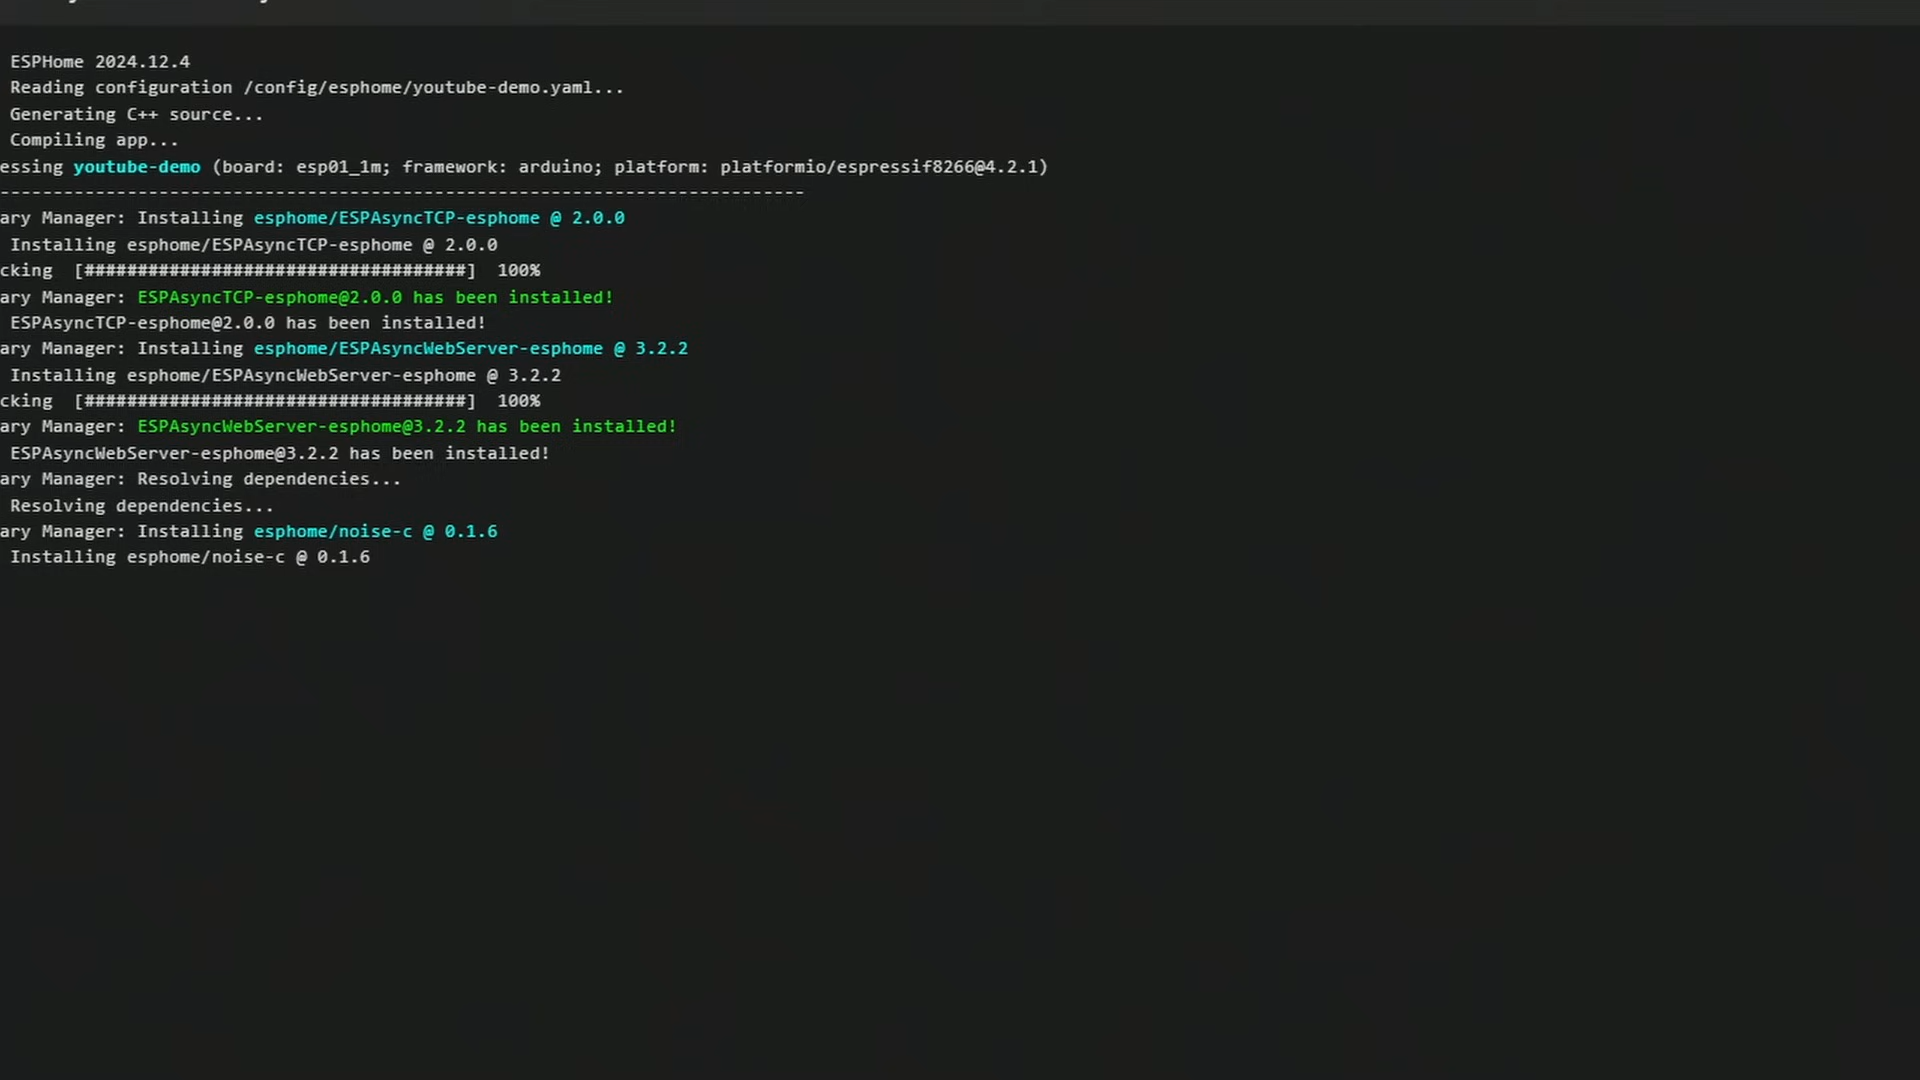 ESPHome 2024.12.4
Reading configuration /config/esphome/youtube-demo.yaml...
Generating C++ source...
Compiling app...
essing youtube-demo (board: esp01_1m; framework: arduino; platform: platformio/espressif8266@4.2.1)
----------------------------------------------------------------------------
ary Manager: Installing esphome/ESPAsyncTCP-esphome @ 2.0.0
Installing esphome/ESPAsyncTCP-esphome @ 2.0.0
cking [####################################] 100%
ary Manager: ESPAsyncTCP-esphome@2.0.0 has been installed!
ESPAsyncTCP-esphome@2.0.0 has been installed!
ary Manager: Installing esphome/ESPAsyncWebServer-esphome @ 3.2.2
Installing esphome/ESPAsyncWebServer-esphome @ 3.2.2
cking [####################################] 100%
ary Manager: ESPAsyncWebServer-esphome@3.2.2 has been installed!
ESPAsyncWebServer-esphome@3.2.2 has been installed!
ary Manager: Resolving dependencies...
Resolving dependencies...
ary Manager: Installing esphome/noise-c @ 0.1.6
Installing esphome/noise-c @ 0.1.6